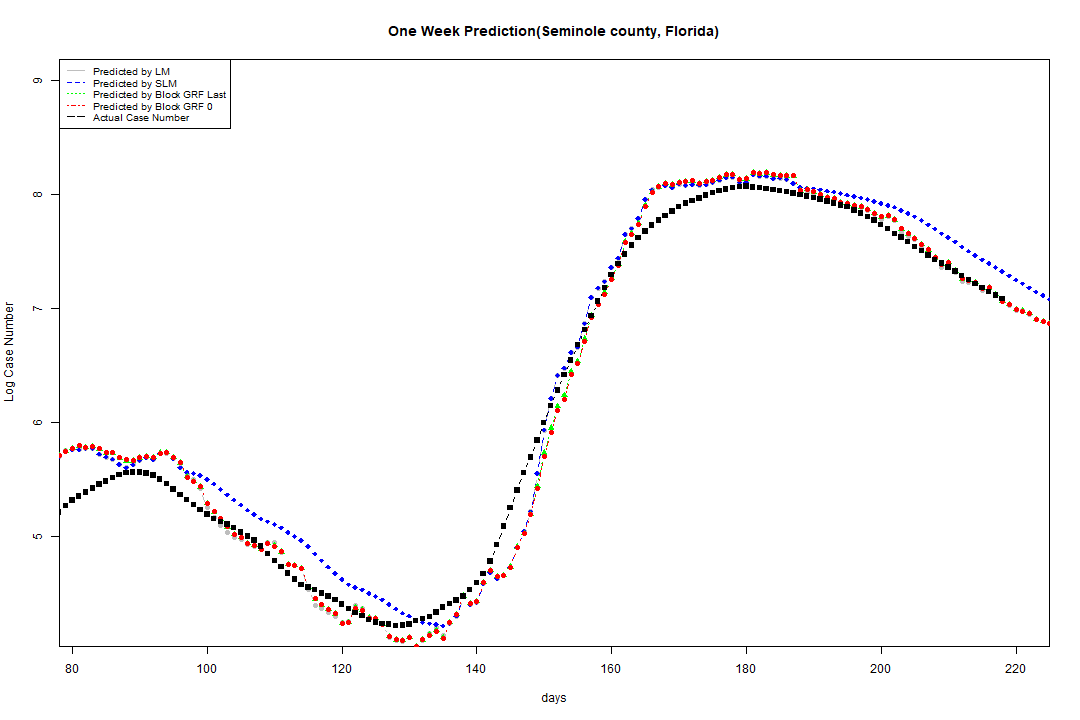 One Week Prediction(Seminole county, Florida)
Predicted by LM
Predicted by SLM
Predicted by Block GRF Last
Predicted by Block GRF 0
Actual Case Number
9
8
7
6
5
Log Case Number
80 100 120 140 160 180 200 220
days